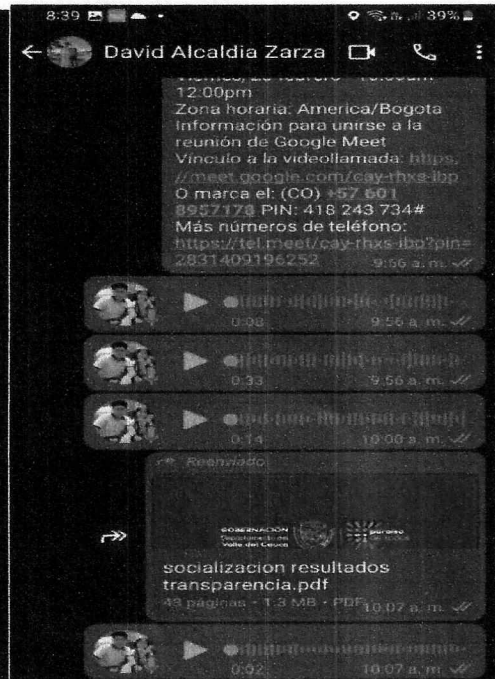 8:39 39%
David Alcaldia Zarza
12:00pm
Zona horaria: America/Bogota
Información para unirse a la
reunión de Google Meet
Vínculo a la videollamada: https:
//meet.google.com/cay-rhxs-ibp
O marca el: (CO) +57 601
8957178 PIN: 418 243 734#
Más números de teléfono:
https://tel.meet/cay-rhxs-ibp?pin=
2831409196252 9:56 a. m.
0:08 9:56 a. m.
0:33 9:56 a. m.
0:14 10:00 a. m.
Reenviado
GOBERNACIÓN
Departamento del
Valle del Cauca
socializacion resultados
transparencia.pdf
43 páginas • 1.3 MB • PDF 10:07 a. m.
0:02 10:07 a. m.